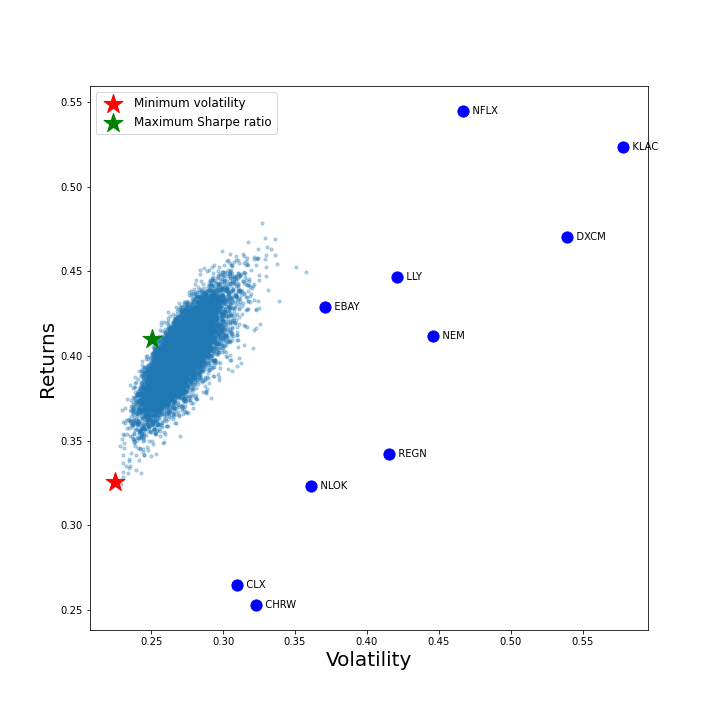 Minimum volatility
Maximum Sharpe ratio
NFLX
KLAC
DXCM
LLY
EBAY
NEM
REGN
NLOK
CLX
CHRW
0.55
0.50
0.45
0.40
0.35
0.30
0.25
Returns
0.25 0.30 0.35 0.40 0.45 0.50 0.55
Volatility